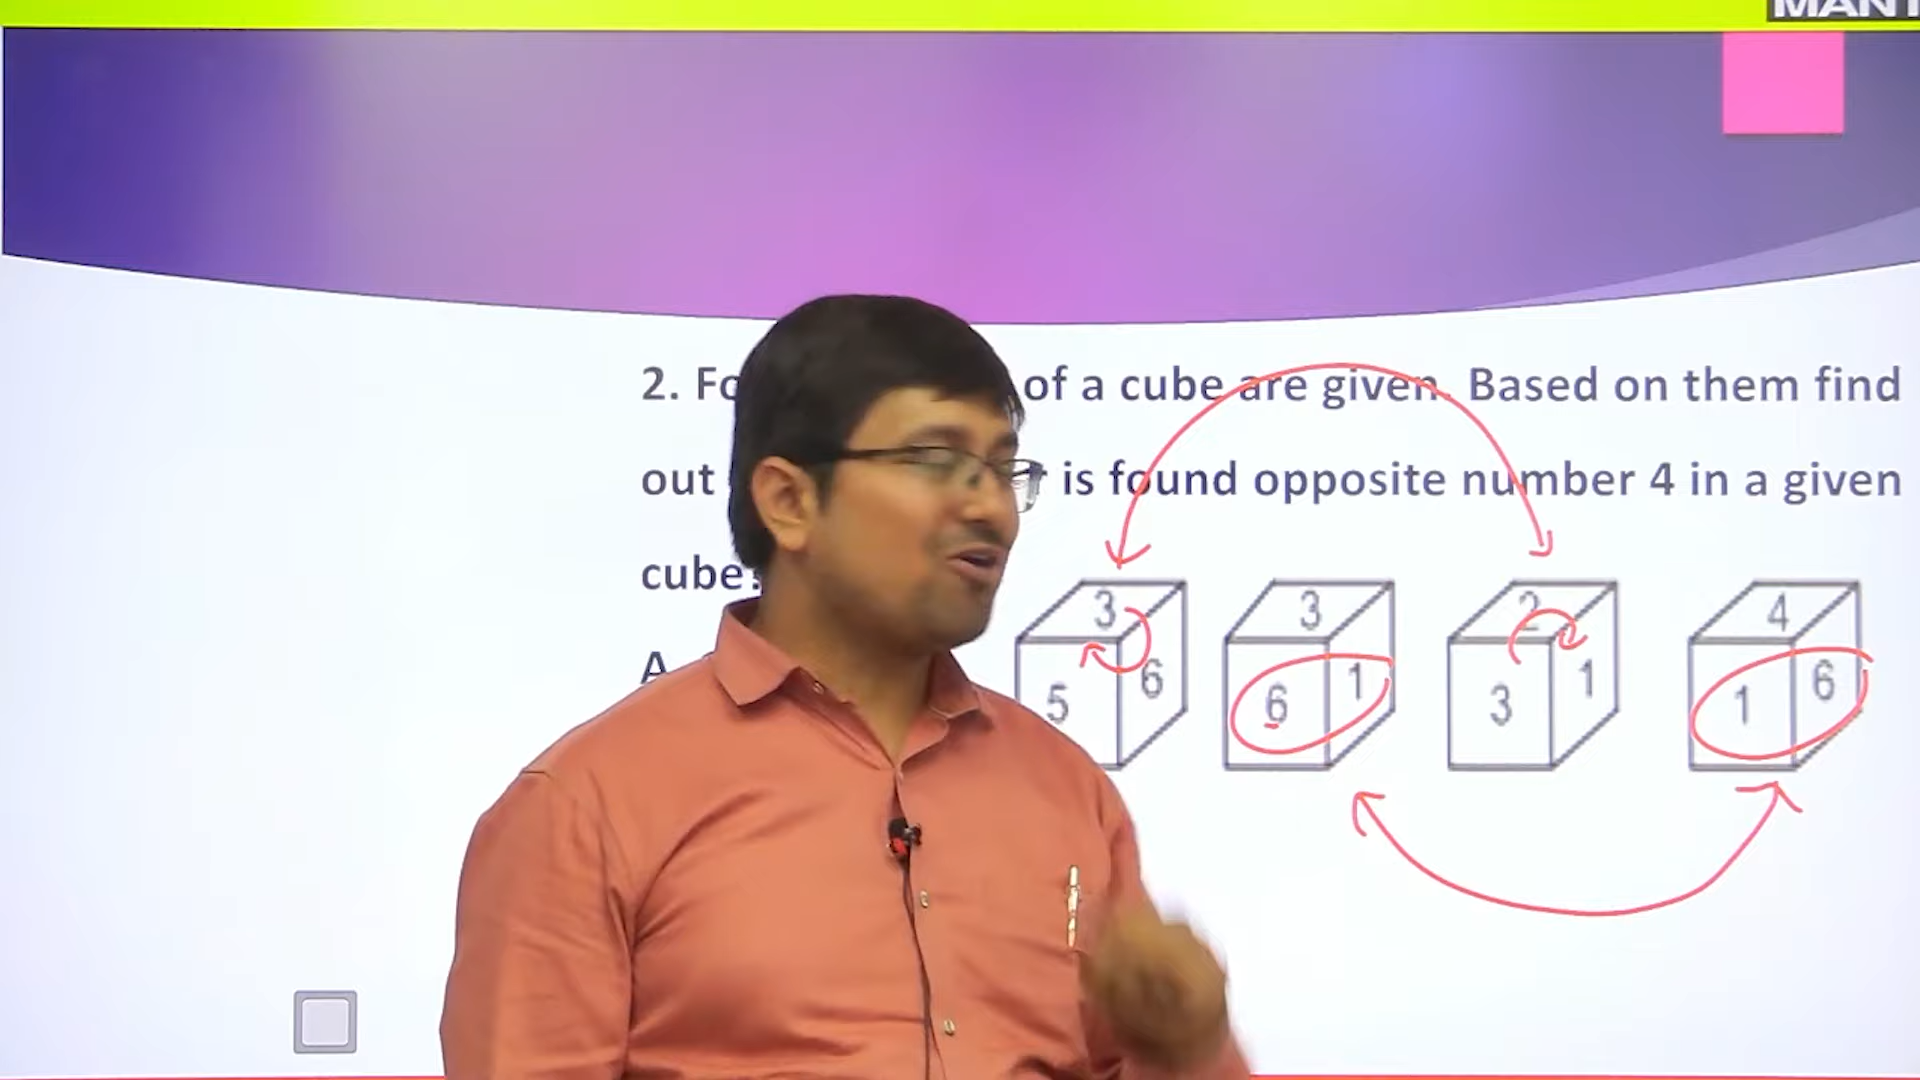 MANT
2. Fo of a cube are given. Based on them find
out is found opposite number 4 in a given
cube?
A
3 3 2 4
5 6 6 1 3 1 1 6